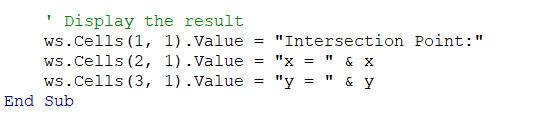 ' Display the result
ws.Cells(1, 1).Value = "Intersection Point:"
ws.Cells(2, 1).Value = "x = " & x
ws.Cells(3, 1).Value = "y = " & y
End Sub